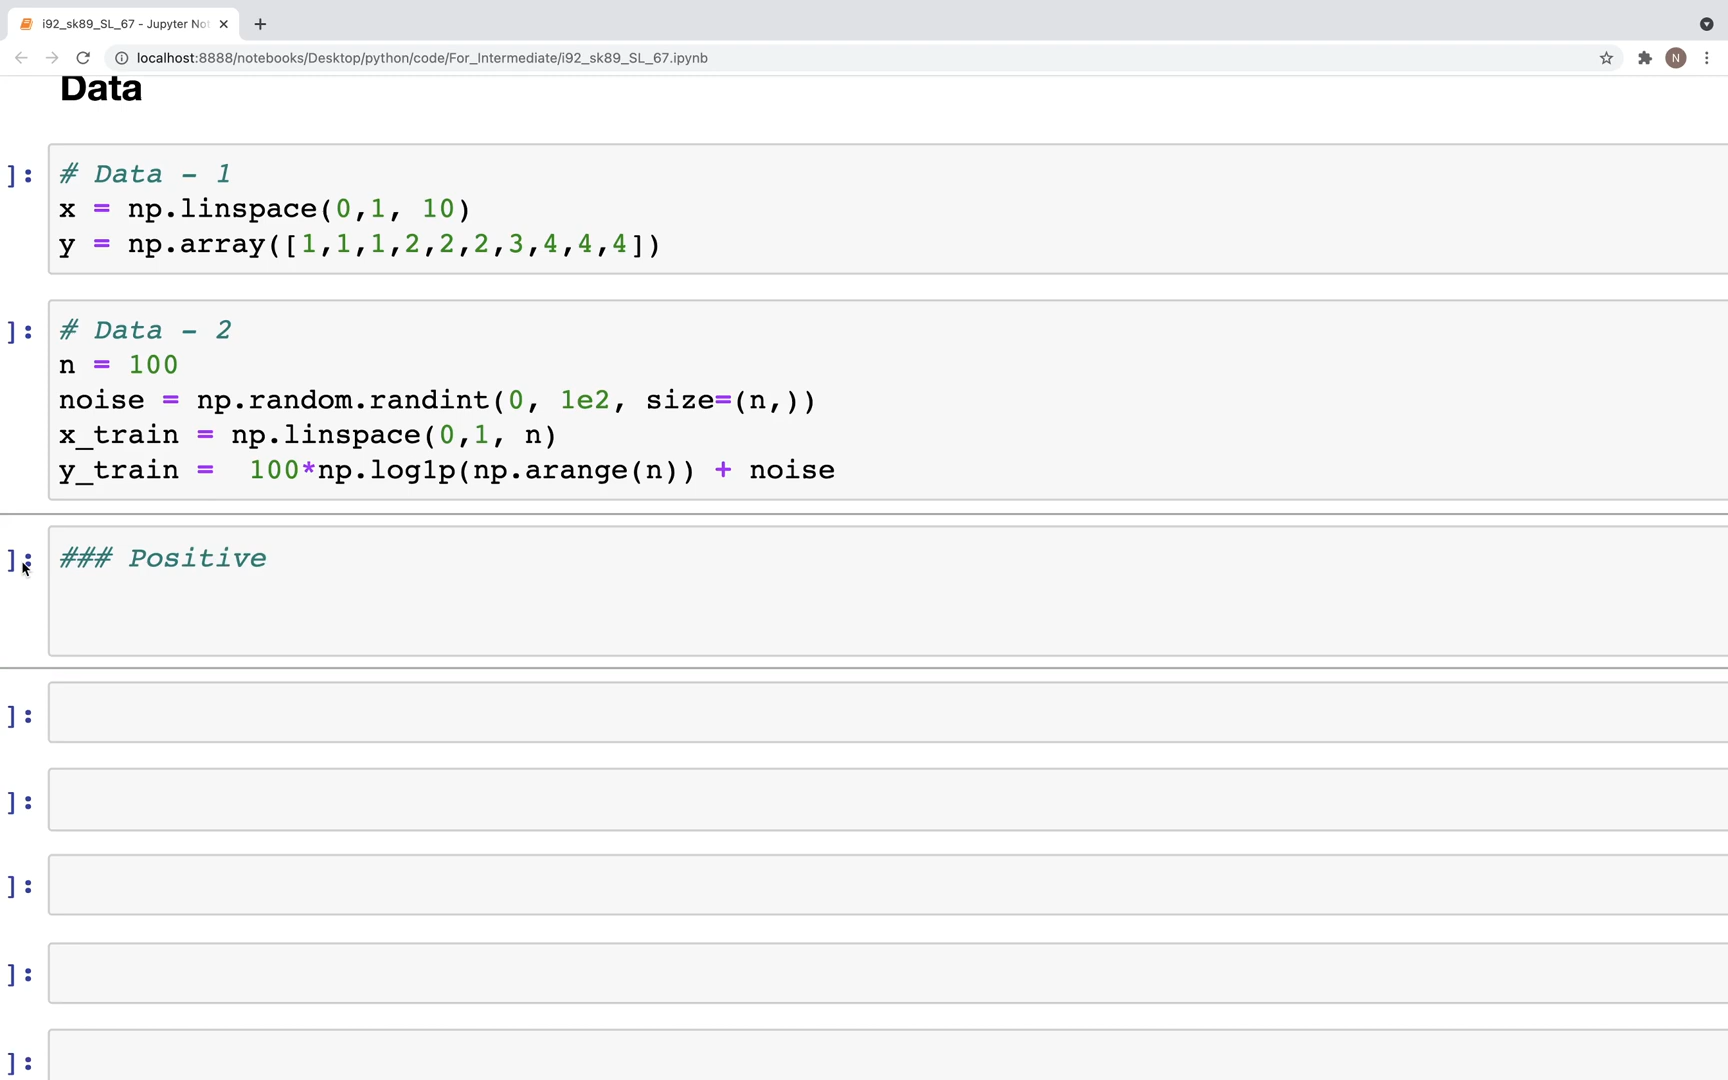 i92_sk89_SL_67 - Jupyter No
localhost:8888/notebooks/Desktop/python/code/For_Intermediate/i92_sk89_SL_67.ipynb
N
Data
]:
# Data - 1
x = np.linspace(0,1, 10)
y = np.array([1,1,1,2,2,2,3,4,4,4])
]:
# Data - 2
n = 100
noise = np.random.randint(0, 1e2, size=(n,))
x_train = np.linspace(0,1, n)
y_train =  100*np.log1p(np.arange(n)) + noise
]:
### Positive
]:
]:
]:
]:
]: